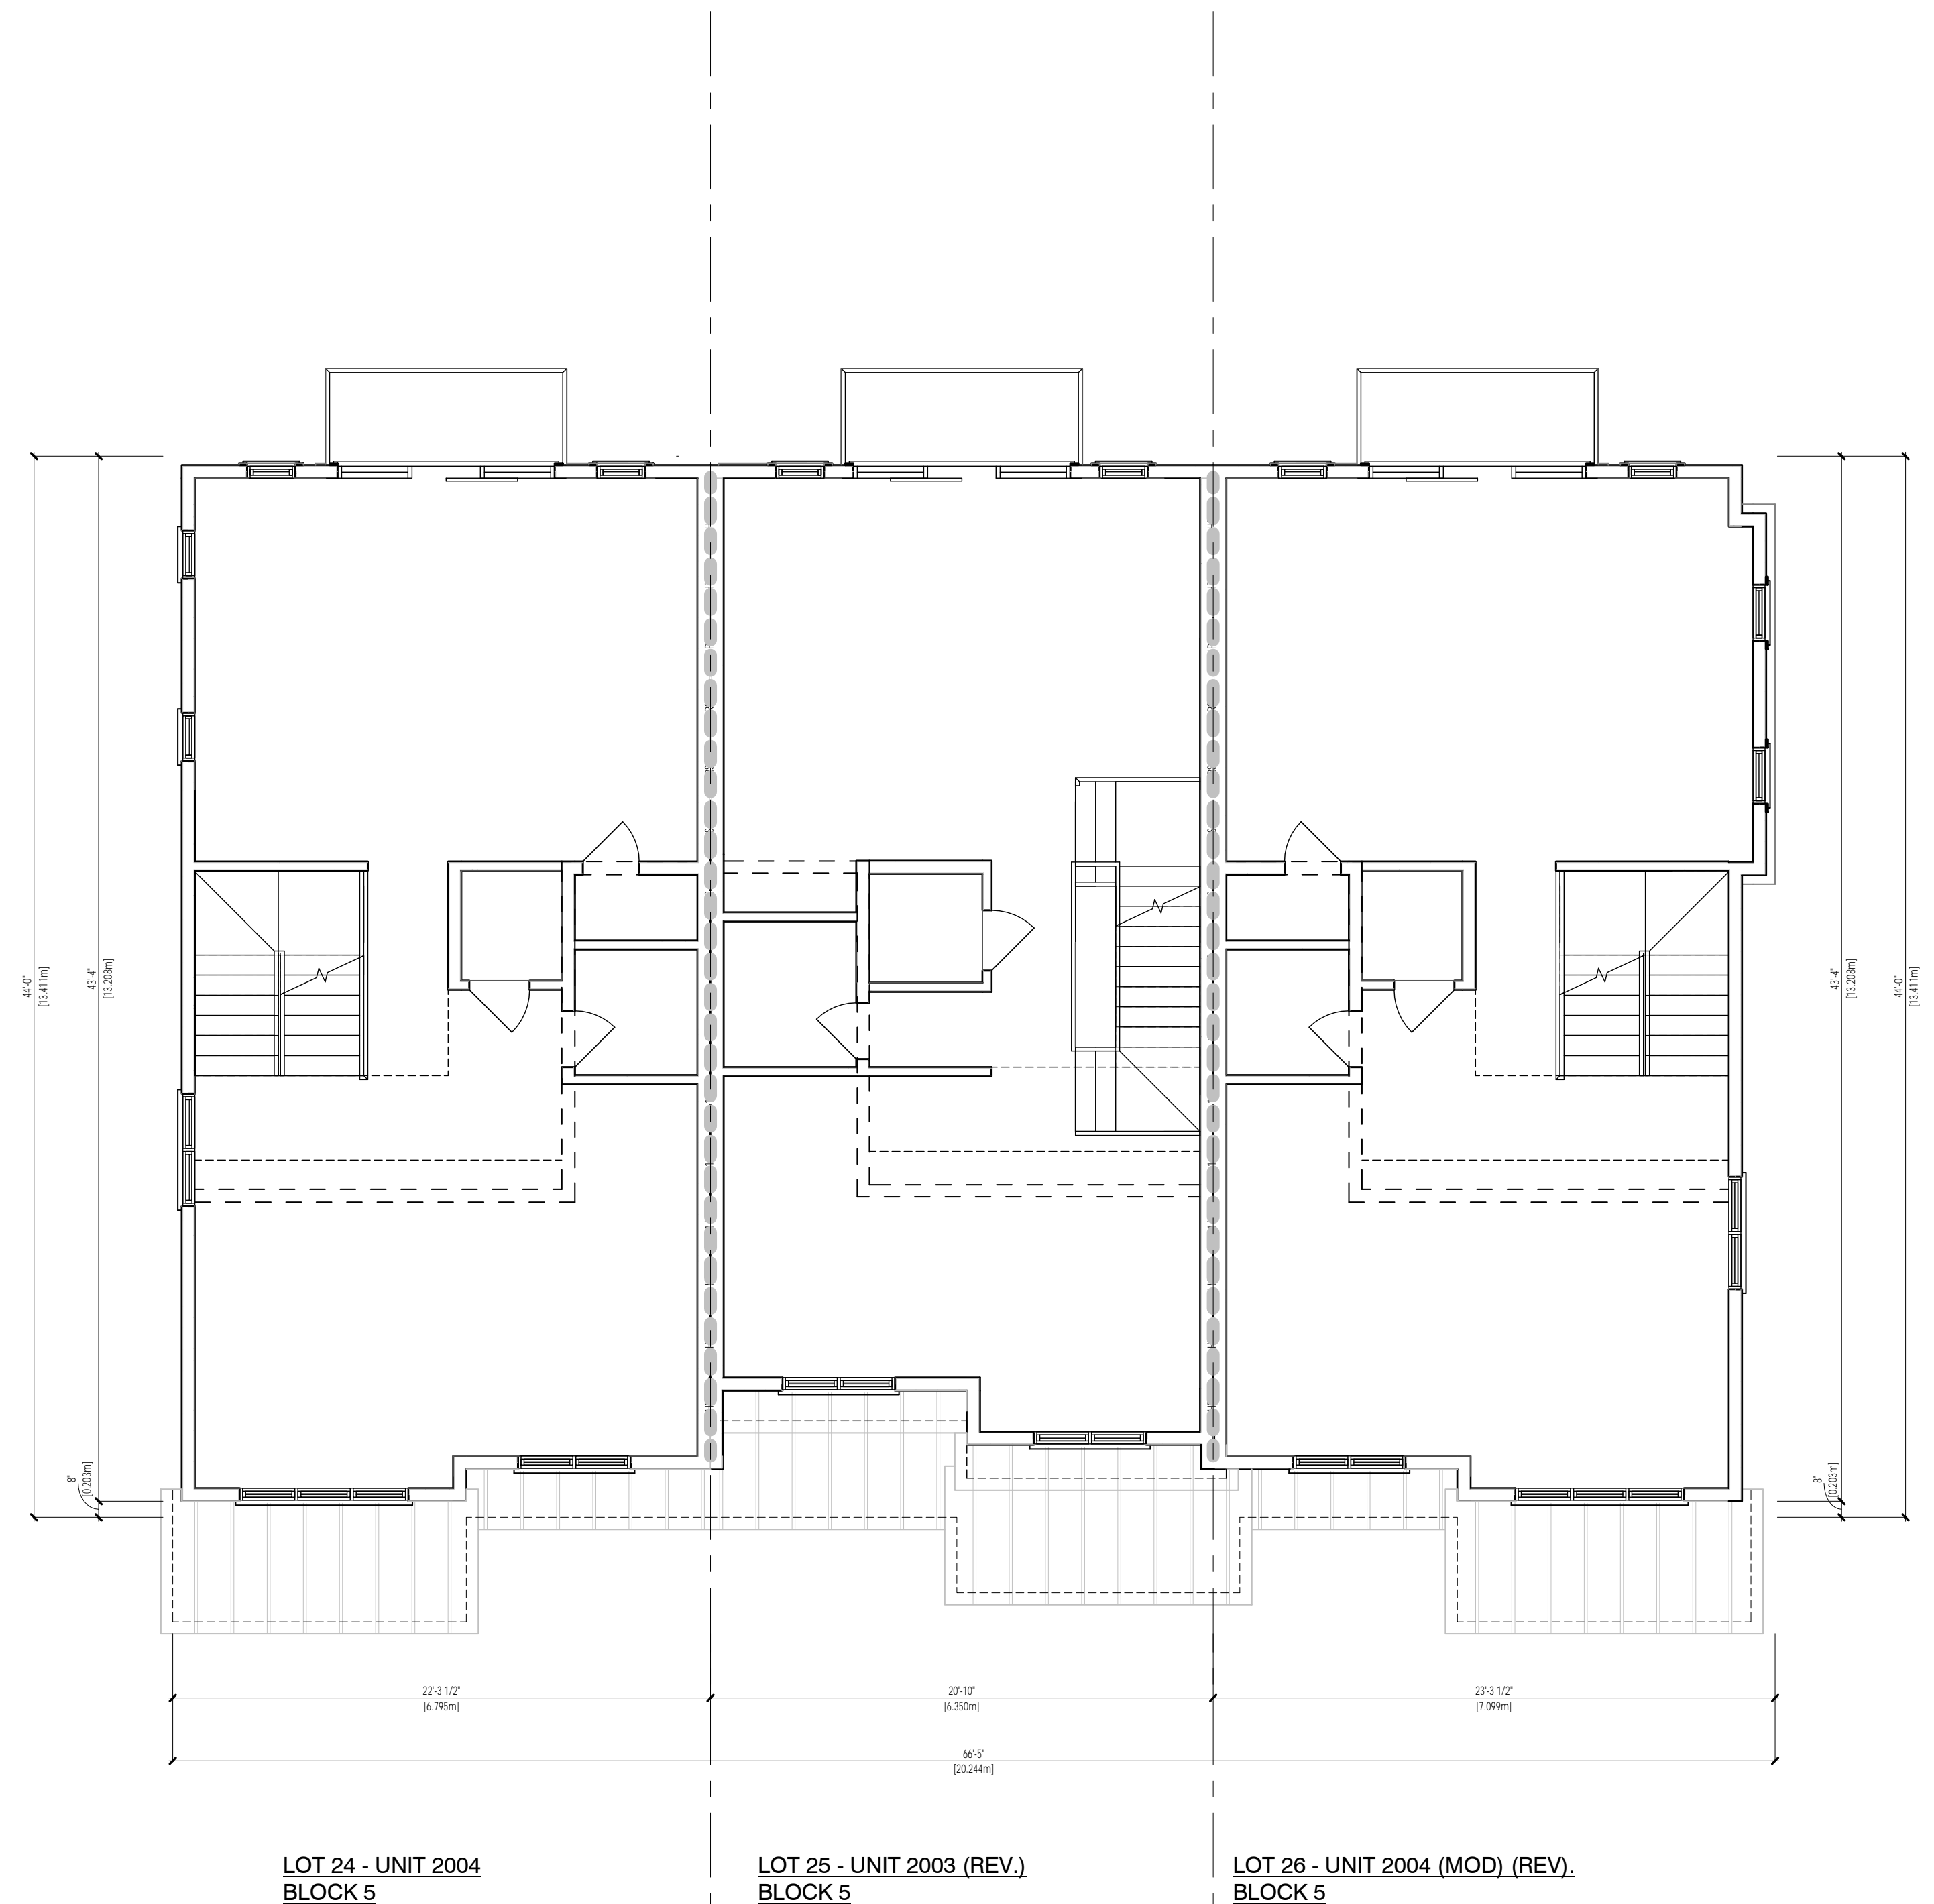 44'-0"
[13.411m]
43'-4"
[13.208m]
43'-4"
[13.208m]
44'-0"
[13.411m]
8"
[0.203m]
8"
[0.203m]
22'-3 1/2"
[6.795m]
20'-10"
[6.350m]
23'-3 1/2"
[7.099m]
66'-5"
[20.244m]
LOT 24 - UNIT 2004
BLOCK 5
LOT 25 - UNIT 2003 (REV.)
BLOCK 5
LOT 26 - UNIT 2004 (MOD) (REV).
BLOCK 5